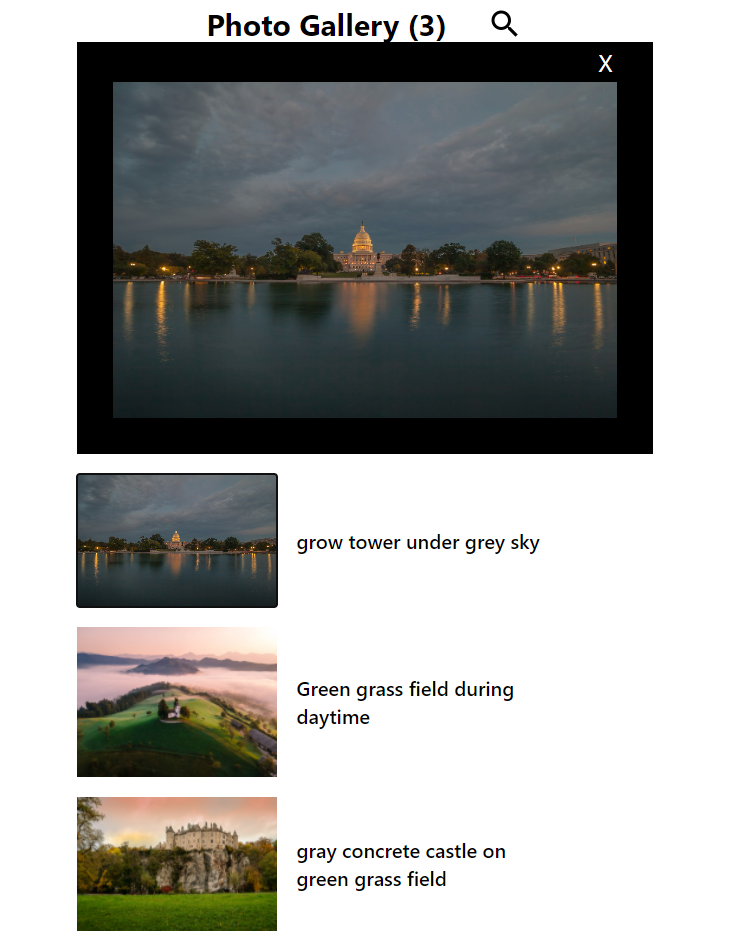 Photo Gallery (3)
X
grow tower under grey sky
Green grass field during
daytime
gray concrete castle on
green grass field